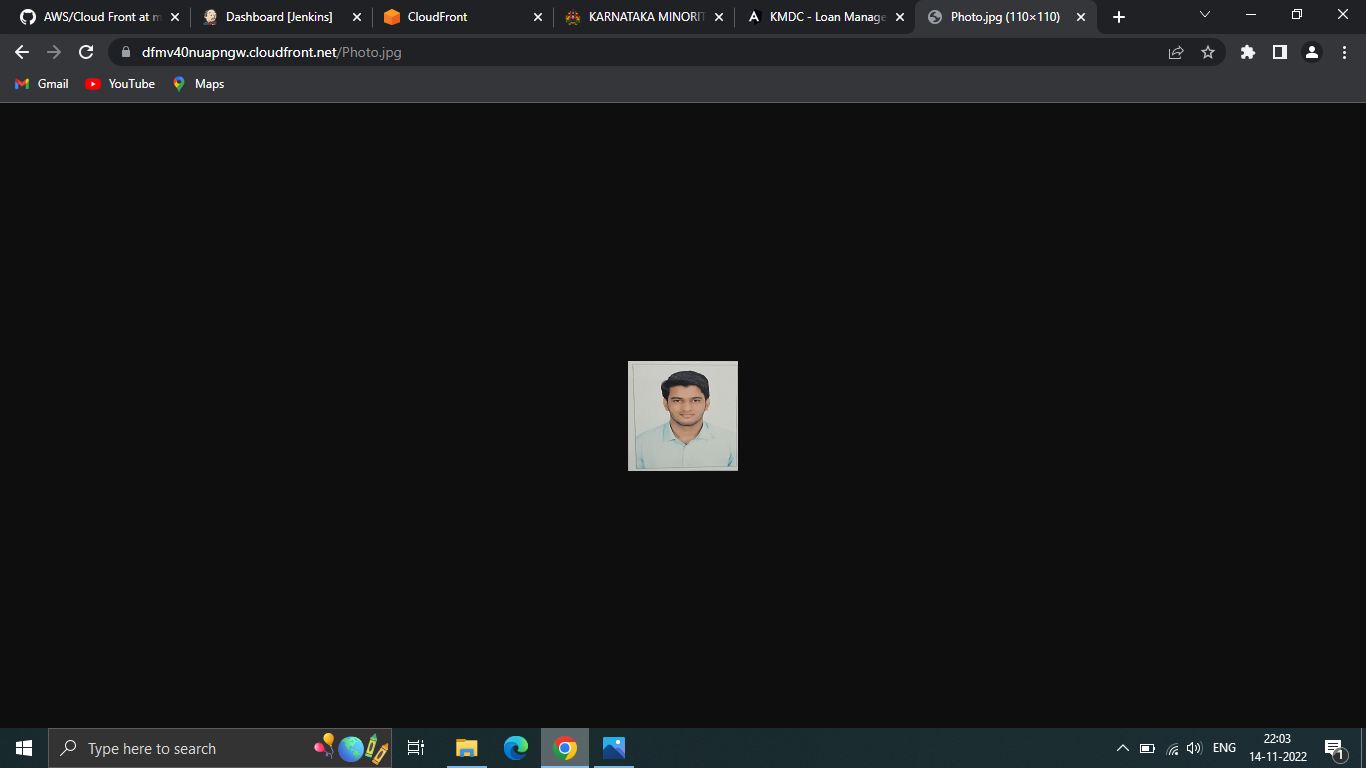 AWS/Cloud Front at m
Dashboard [Jenkins]
CloudFront
KARNATAKA MINORIT
KMDC - Loan Manage
Photo.jpg (110×110)
dfmv40nuapngw.cloudfront.net/Photo.jpg
Gmail
YouTube
Maps
Type here to search
ENG
22:03
14-11-2022
1